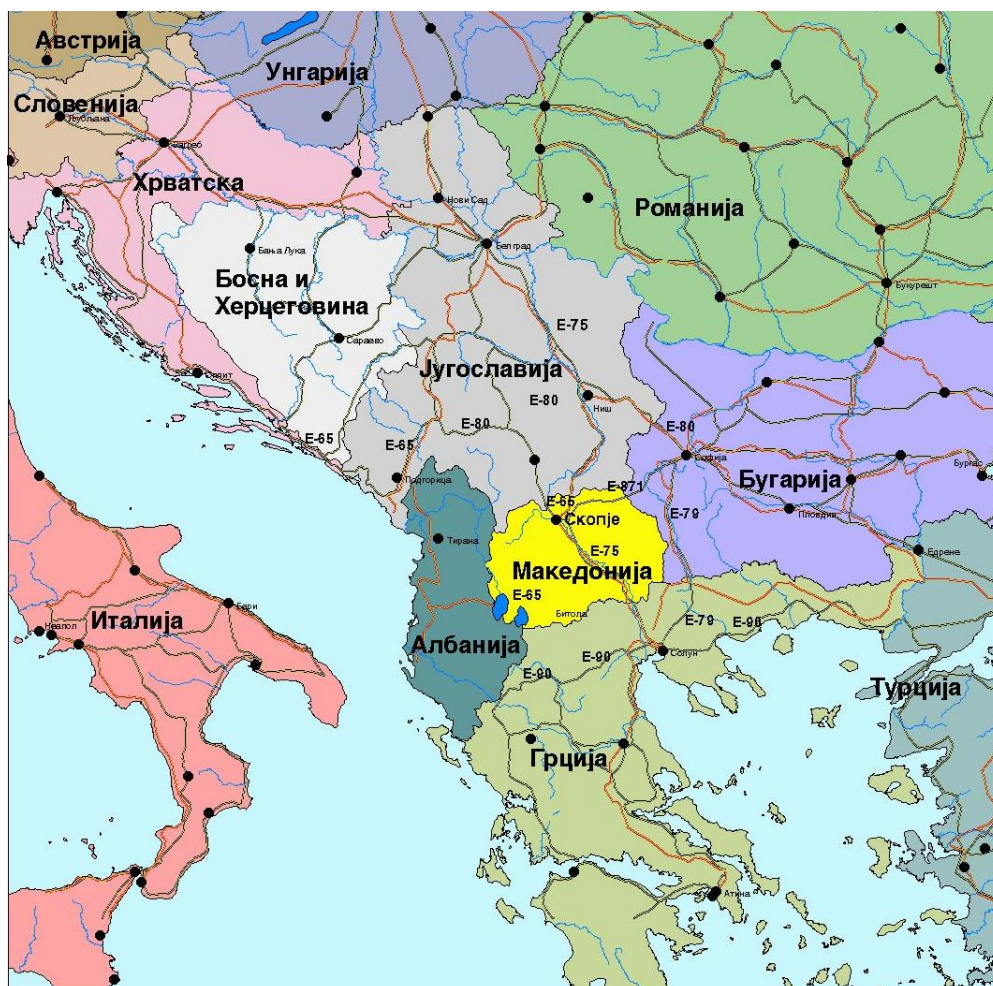 Австрија
Унгарија
Словенија
Љубљана
Загреб
Хрватска
Нови Сад
Романија
Белград
Бања Лука
Босна и
Херцеговина
Букурешт
Сараево
Е-75
Југославија
Сплит
Е-80
Ниш
Е-65
Е-65
Е-80
Е-80
Софија
Бугарија
Бургас
Подгорица
Е-871
Е-65
Скопје
Е-79
Пловдив
Тирана
Е-75
Едрене
Македонија
Е-65
Битола
Бари
Италија
Неапол
Албанија
Е-79
Е-90
Е-90
Солун
Е-90
Турција
Грција
Атина